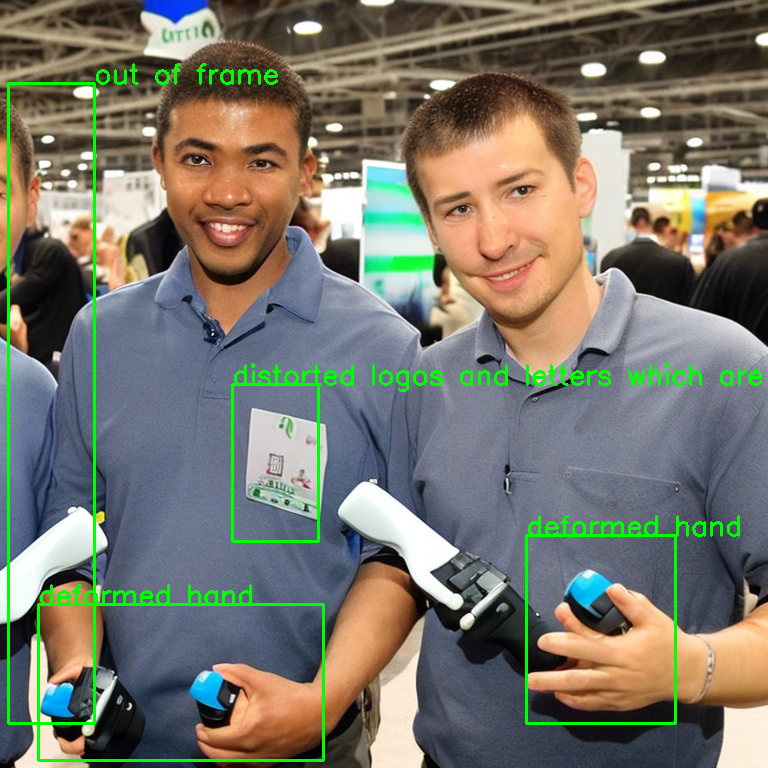 out of frame
distorted logos and letters which are
deformed hand
deformed hand